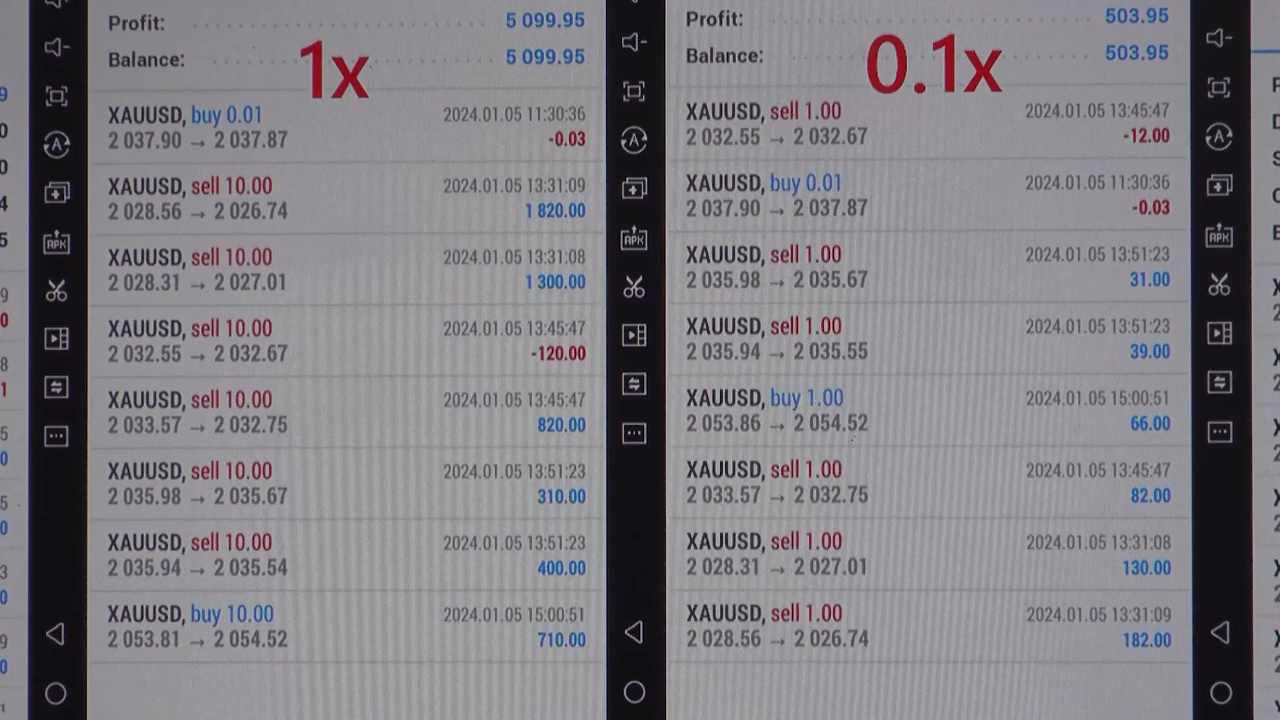 Profit: 5 099.95
Balance: 5 099.95
1x
XAUUSD, buy 0.01 2024.01.05 11:30:36
2 037.90 → 2 037.87 -0.03
XAUUSD, sell 10.00 2024.01.05 13:31:09
2 028.56 → 2 026.74 1 820.00
XAUUSD, sell 10.00 2024.01.05 13:31:08
2 028.31 → 2 027.01 1 300.00
XAUUSD, sell 10.00 2024.01.05 13:45:47
2 032.55 → 2 032.67 -120.00
XAUUSD, sell 10.00 2024.01.05 13:45:47
2 033.57 → 2 032.75 820.00
XAUUSD, sell 10.00 2024.01.05 13:51:23
2 035.98 → 2 035.67 310.00
XAUUSD, sell 10.00 2024.01.05 13:51:23
2 035.94 → 2 035.54 400.00
XAUUSD, buy 10.00 2024.01.05 15:00:51
2 053.81 → 2 054.52 710.00
Profit: 503.95
Balance: 503.95
0.1x
XAUUSD, sell 1.00 2024.01.05 13:45:47
2 032.55 → 2 032.67 -12.00
XAUUSD, buy 0.01 2024.01.05 11:30:36
2 037.90 → 2 037.87 -0.03
XAUUSD, sell 1.00 2024.01.05 13:51:23
2 035.98 → 2 035.67 31.00
XAUUSD, sell 1.00 2024.01.05 13:51:23
2 035.94 → 2 035.55 39.00
XAUUSD, buy 1.00 2024.01.05 15:00:51
2 053.86 → 2 054.52 66.00
XAUUSD, sell 1.00 2024.01.05 13:45:47
2 033.57 → 2 032.75 82.00
XAUUSD, sell 1.00 2024.01.05 13:31:08
2 028.31 → 2 027.01 130.00
XAUUSD, sell 1.00 2024.01.05 13:31:09
2 028.56 → 2 026.74 182.00